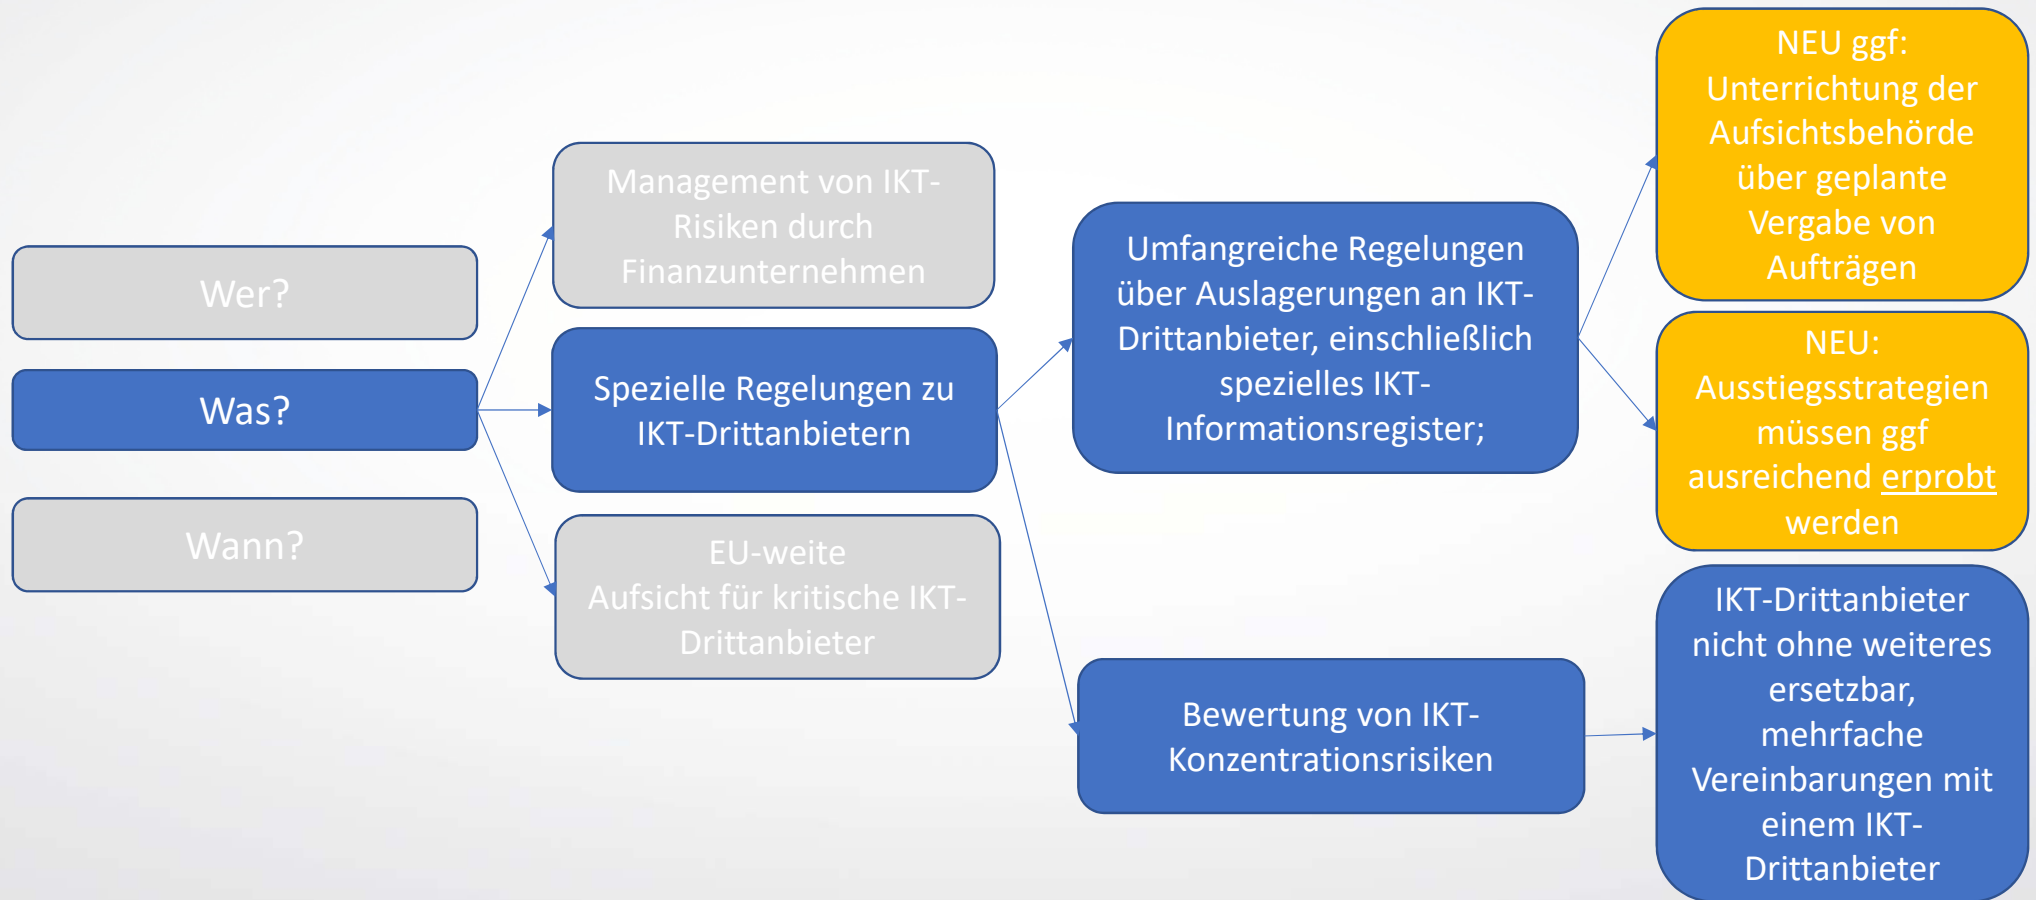 Wer?
Was?
Wann?
Management von IKT-
Risiken durch
Finanzunternehmen
Spezielle Regelungen zu
IKT-Drittanbietern
EU-weite
Aufsicht für kritische IKT-
Drittanbieter
Umfangreiche Regelungen
über Auslagerungen an IKT-
Drittanbieter, einschließlich
spezielles IKT-
Informationsregister;
Bewertung von IKT-
Konzentrationsrisiken
NEU ggf:
Unterrichtung der
Aufsichtsbehörde
über geplante
Vergabe von
Aufträgen
NEU:
Ausstiegsstrategien
müssen ggf
ausreichend erprobt
werden
IKT-Drittanbieter
nicht ohne weiteres
ersetzbar,
mehrfache
Vereinbarungen mit
einem IKT-
Drittanbieter